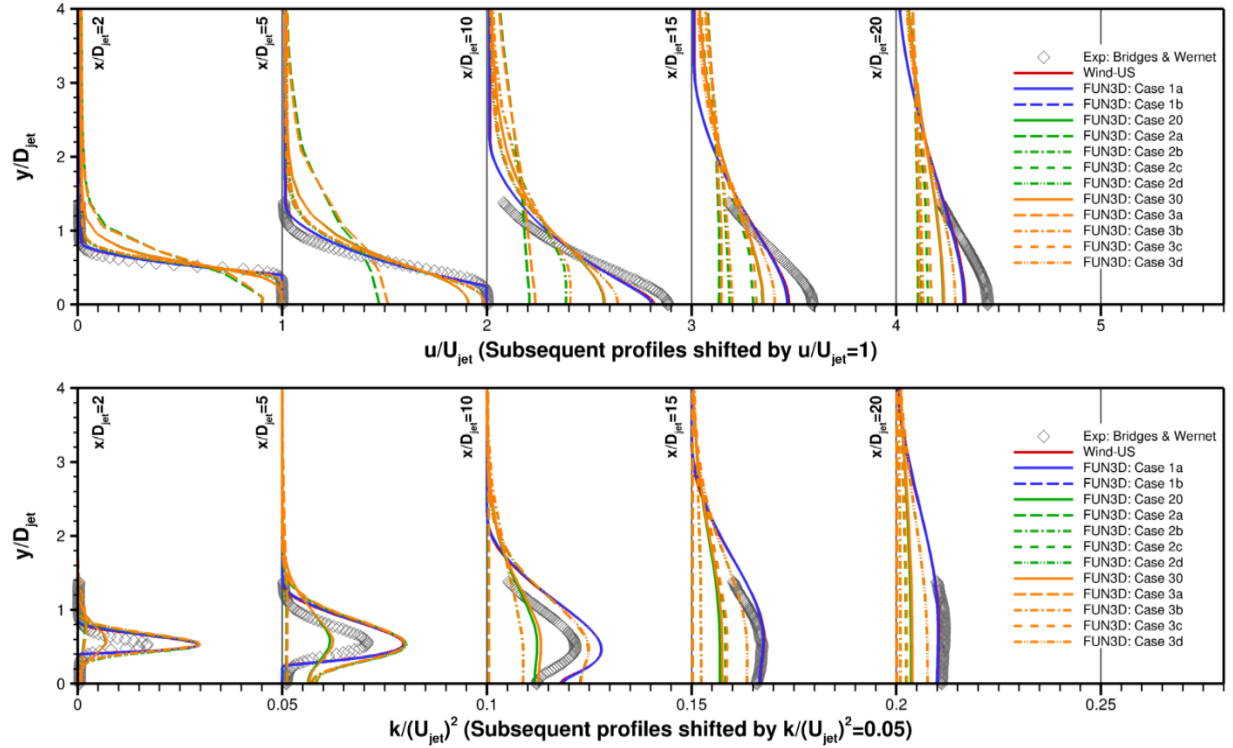 4
3
2
1
0
y/D_jet
x/D_jet=2
x/D_jet=5
x/D_jet=10
x/D_jet=15
x/D_jet=20
Exp: Bridges & Wernet
Wind-US
FUN3D: Case 1a
FUN3D: Case 1b
FUN3D: Case 20
FUN3D: Case 2a
FUN3D: Case 2b
FUN3D: Case 2c
FUN3D: Case 2d
FUN3D: Case 30
FUN3D: Case 3a
FUN3D: Case 3b
FUN3D: Case 3c
FUN3D: Case 3d
0 1 2 3 4 5
u/U_jet (Subsequent profiles shifted by u/U_jet=1)
4
3
2
1
0
y/D_jet
x/D_jet=2
x/D_jet=5
x/D_jet=10
x/D_jet=15
x/D_jet=20
Exp: Bridges & Wernet
Wind-US
FUN3D: Case 1a
FUN3D: Case 1b
FUN3D: Case 20
FUN3D: Case 2a
FUN3D: Case 2b
FUN3D: Case 2c
FUN3D: Case 2d
FUN3D: Case 30
FUN3D: Case 3a
FUN3D: Case 3b
FUN3D: Case 3c
FUN3D: Case 3d
0 0.05 0.1 0.15 0.2 0.25
k/(U_jet)^2 (Subsequent profiles shifted by k/(U_jet)^2=0.05)